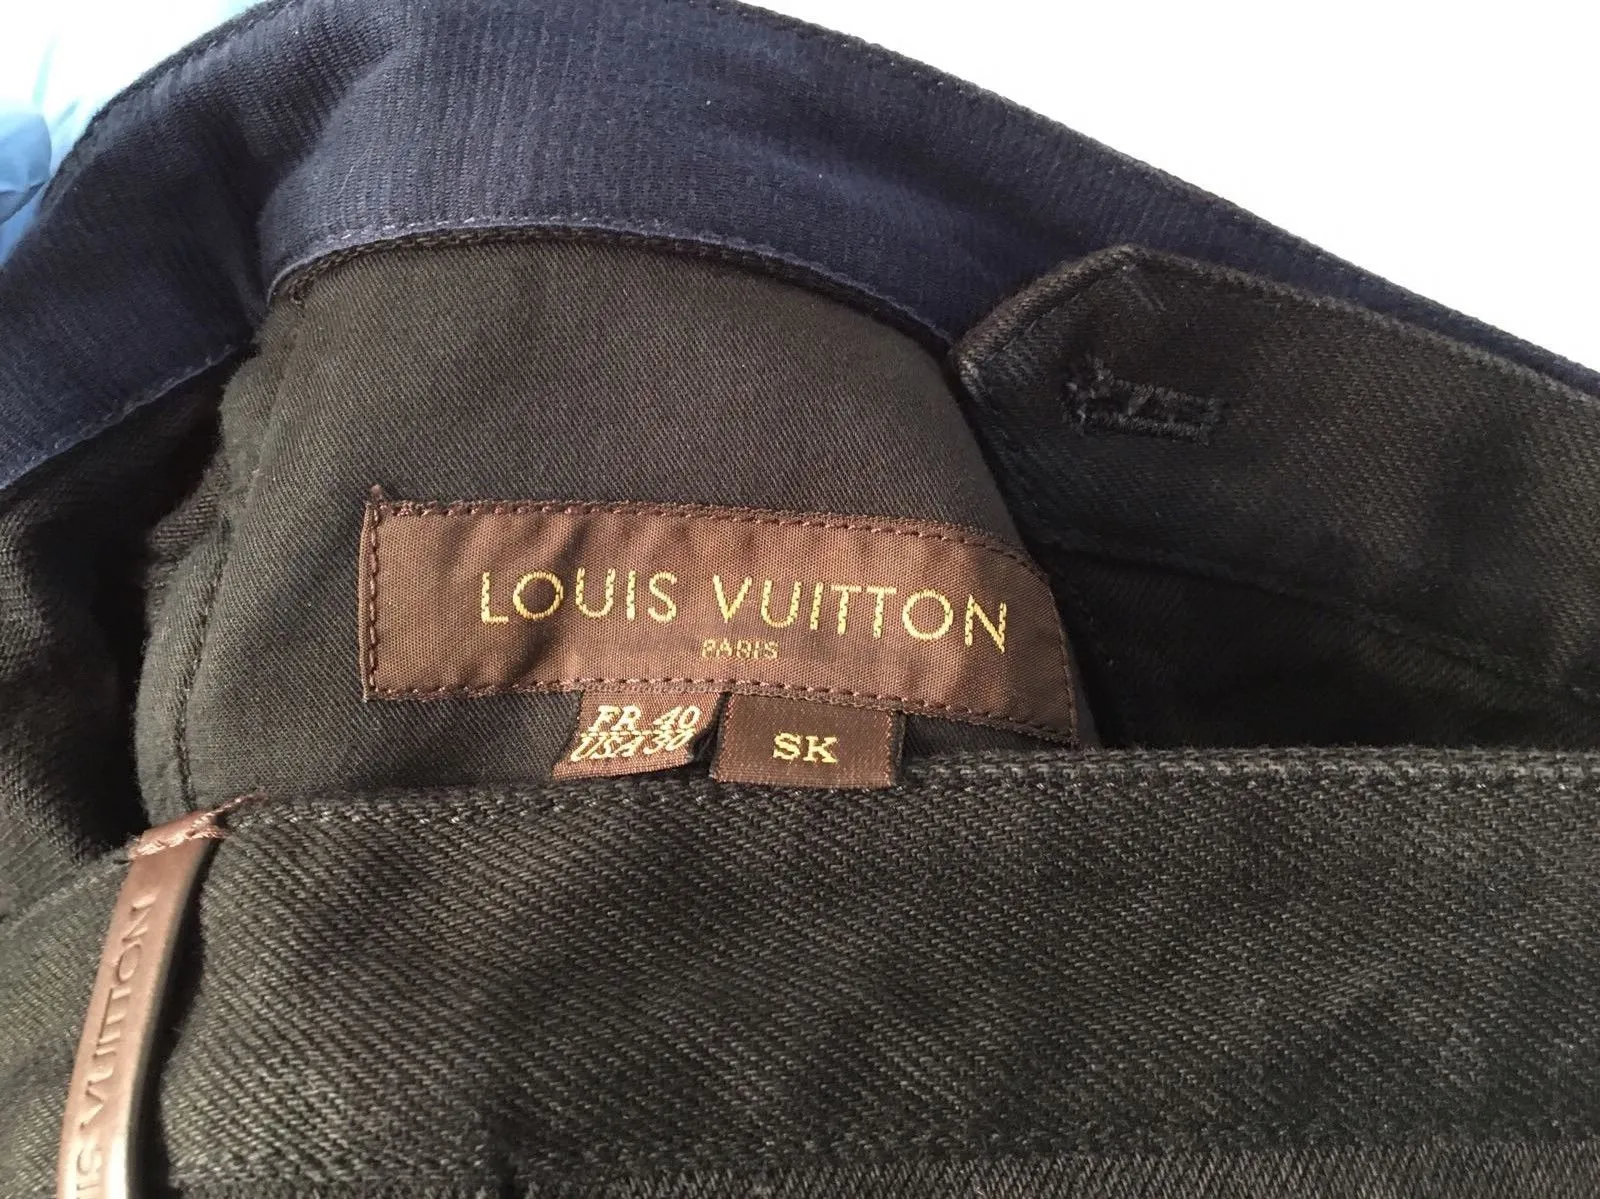 LOUIS VUITTON
PARIS
FR 40
USA 30
SK
LOUIS VUITTON